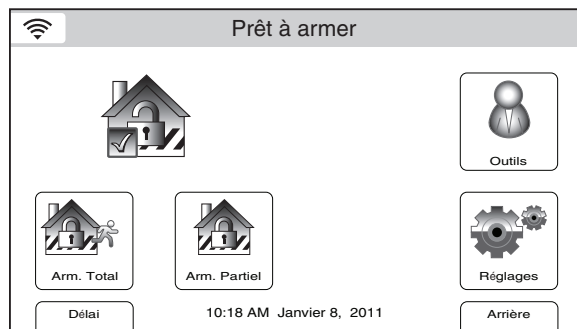 Prêt à armer
Outils
Arm. Total
Arm. Partiel
Réglages
Délai
10:18 AM Janvier 8, 2011
Arrière